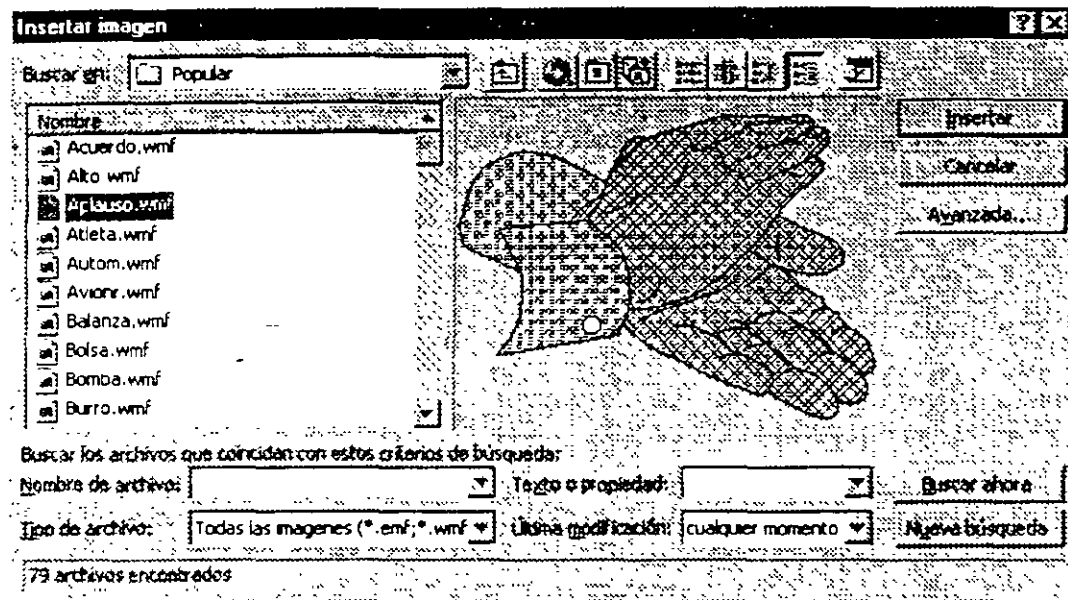 Insertar imagen
Buscar en: Popular
Nombre
Acuerdo.wmf
Alto wmf
Aplauso.wmf
Atleta.wmf
Autom.wmf
Avionr.wmf
Balanza.wmf
Bolsa.wmf
Bomba.wmf
Burro.wmf
Insertar
Cancelar
Avanzada...
Buscar los archivos que coincidan con estos criterios de búsqueda:
Nombre de archivo: Texto o propiedad: Buscar ahora
Tipo de archivo: Todas las imagenes (*.emf;*.wmf Última modificación: cualquier momento Nueva búsqueda
79 archivos encontrados